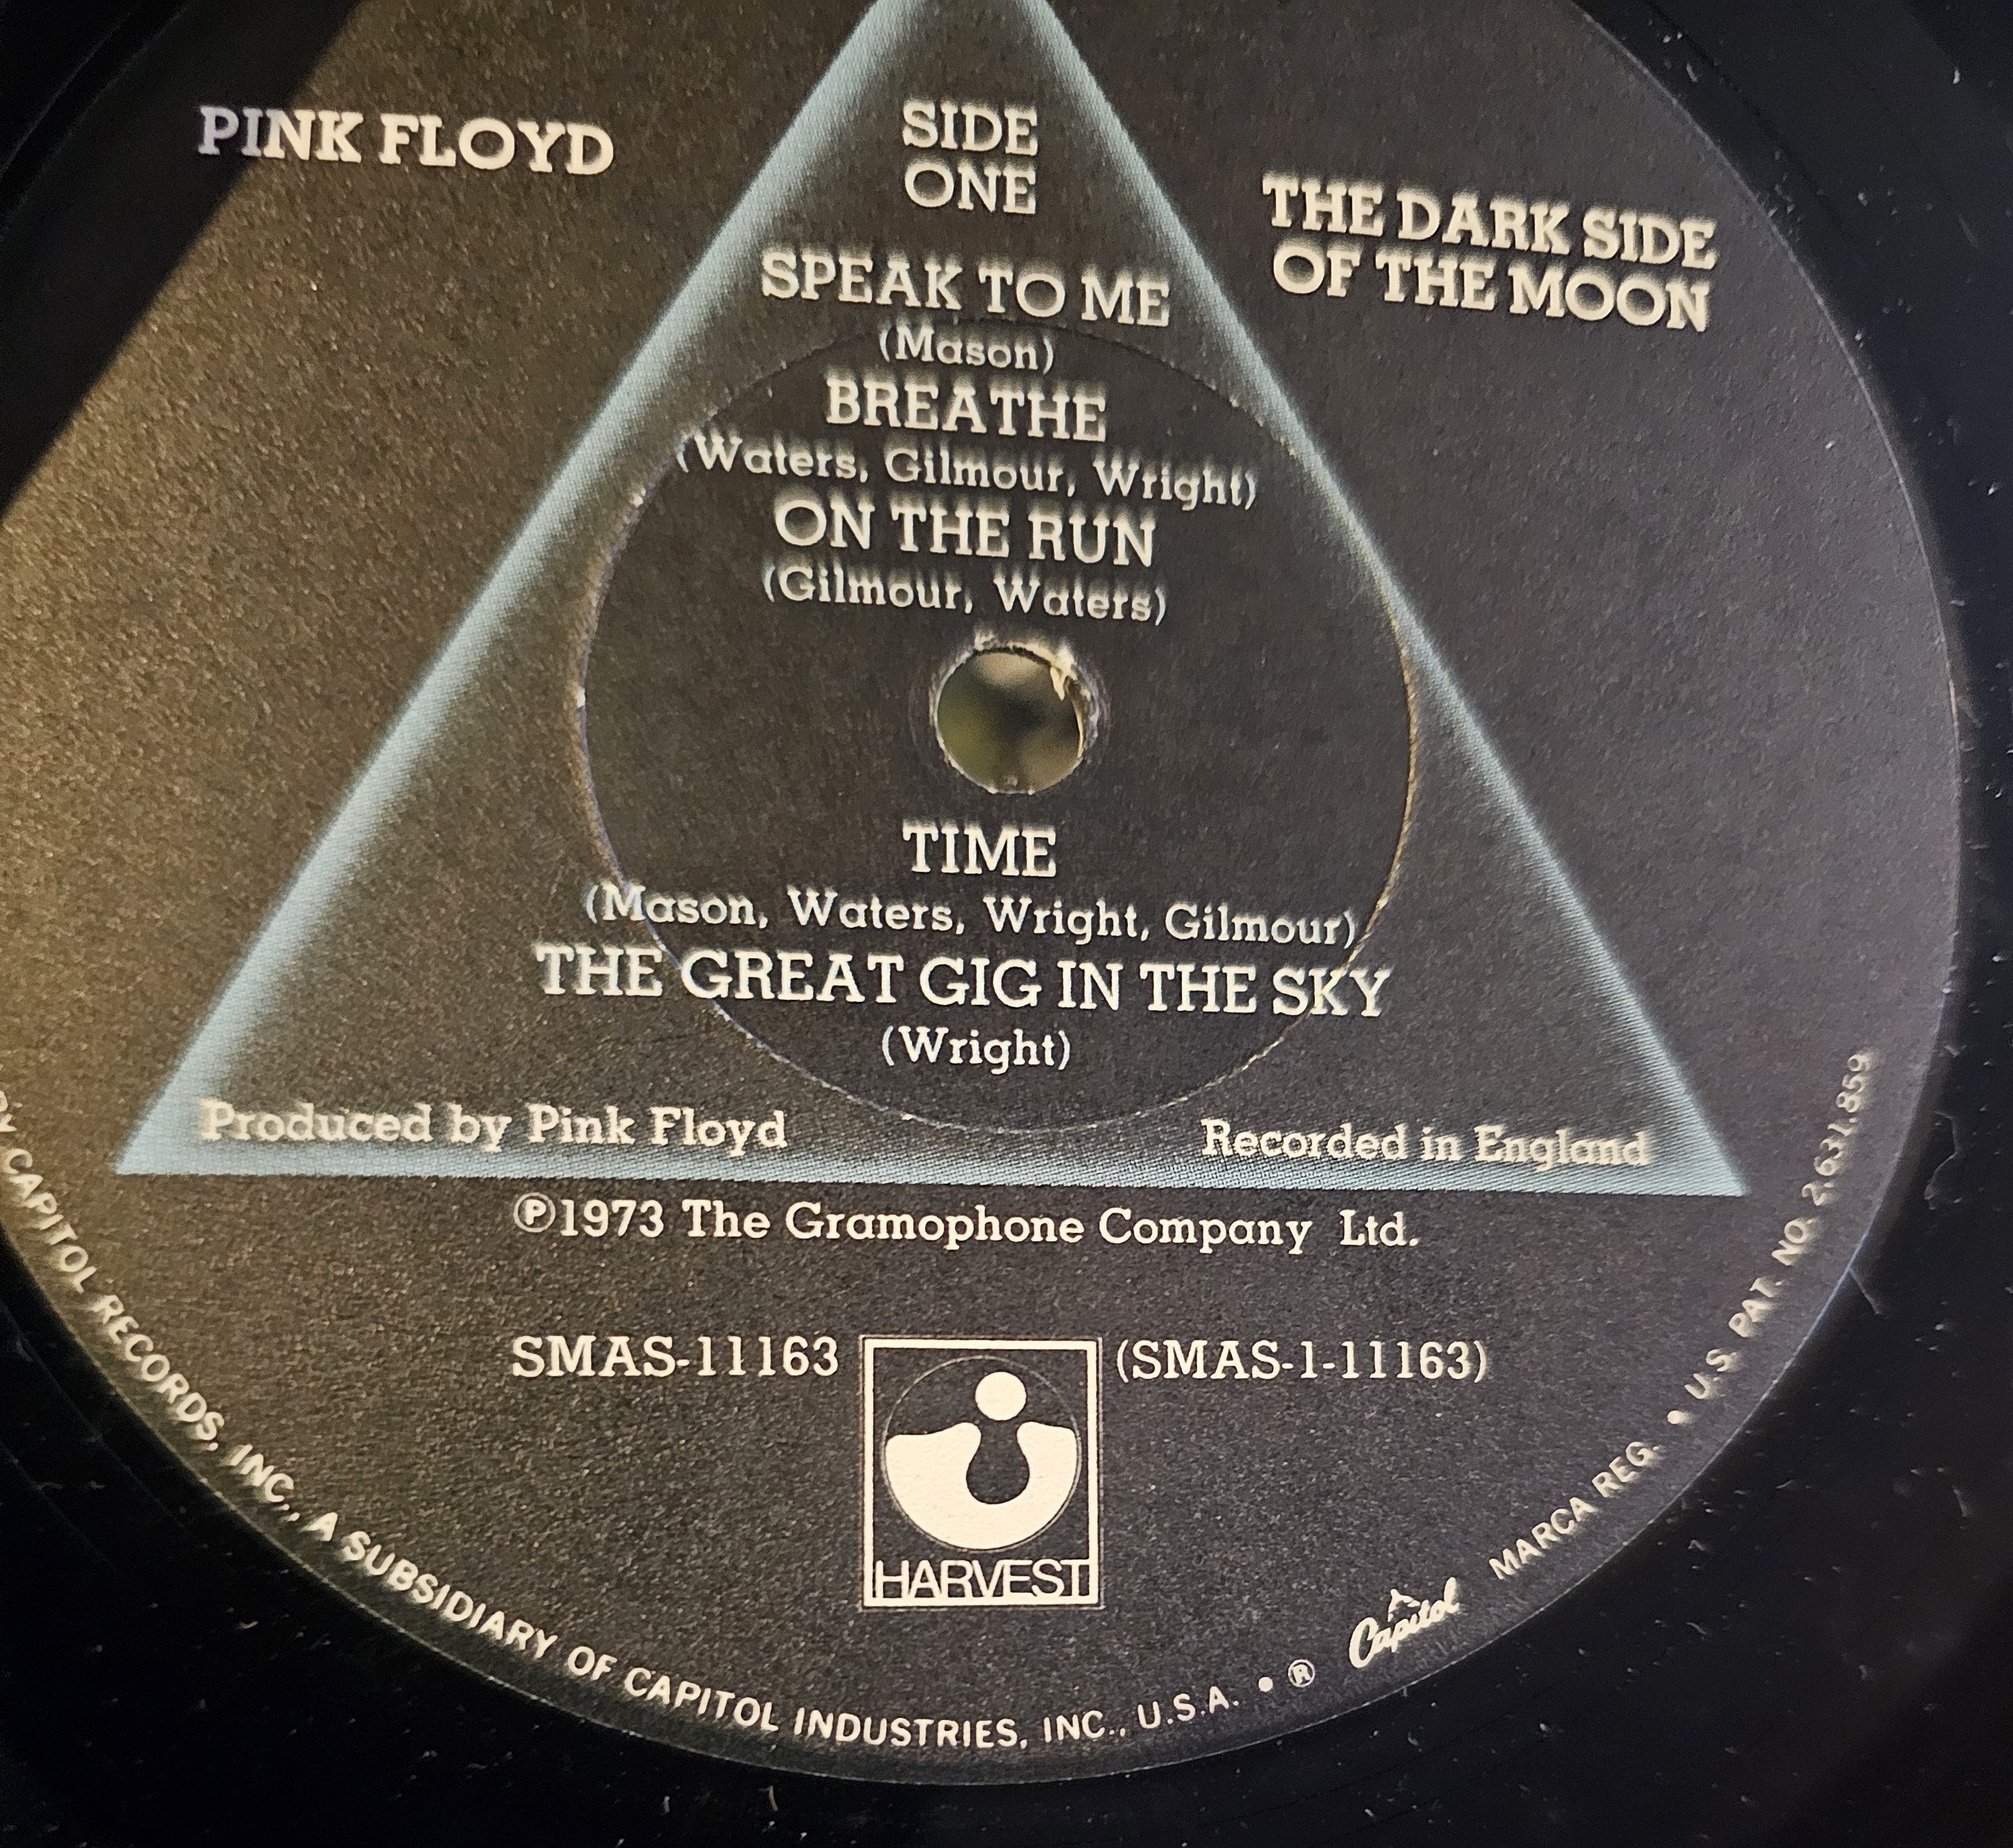 PINK FLOYD
SIDE
ONE
THE DARK SIDE
OF THE MOON
SPEAK TO ME
(Mason)
BREATHE
(Waters, Gilmour, Wright)
ON THE RUN
(Gilmour, Waters)
TIME
(Mason, Waters, Wright, Gilmour)
THE GREAT GIG IN THE SKY
(Wright)
Produced by Pink Floyd
Recorded in England
Ⓟ1973 The Gramophone Company Ltd.
SMAS-11163
(SMAS-1-11163)
HARVEST
BY CAPITOL RECORDS, INC., A SUBSIDIARY OF CAPITOL INDUSTRIES, INC., U.S.A. • ® Capitol MARCA REG. • U.S. PAT. NO. 2,631,859